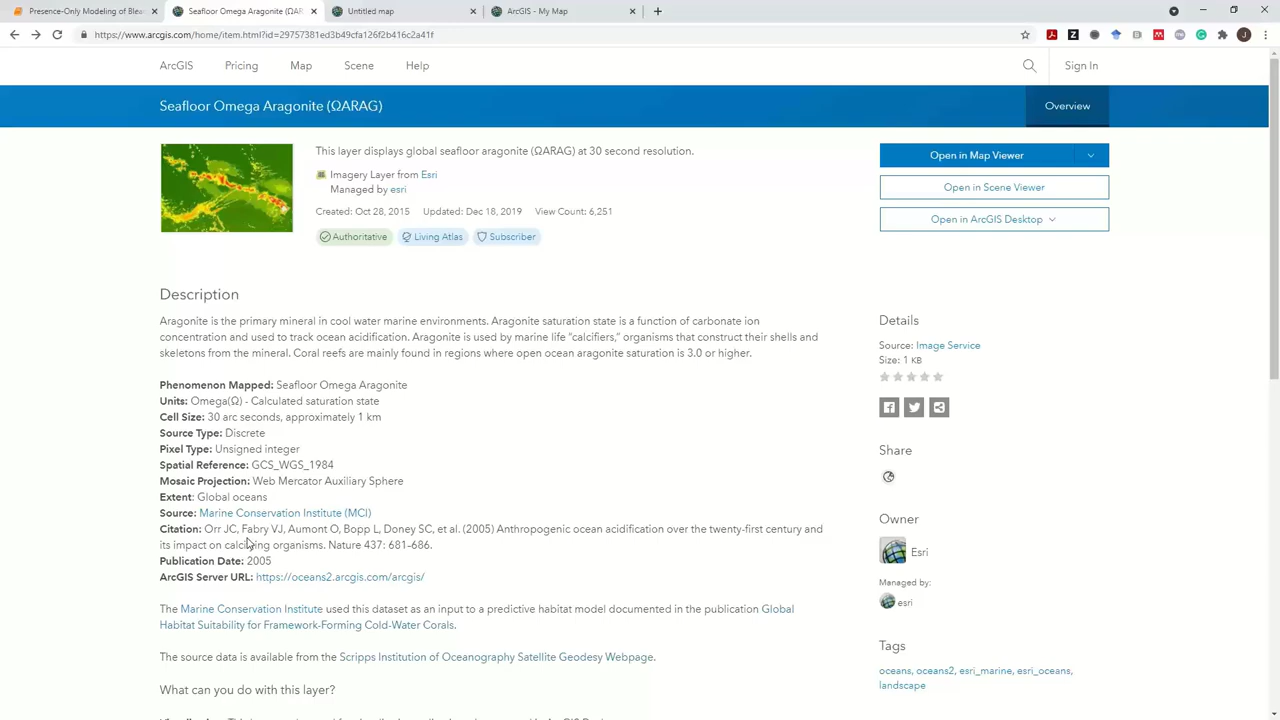 Presence-Only Modeling of Blea
Seafloor Omega Aragonite (ΩAR
Untitled map
ArcGIS - My Map
https://www.arcgis.com/home/item.html?id=29757381ed3b49cfa126f2b416c2a41f
ArcGIS
Pricing
Map
Scene
Help
Sign In
Seafloor Omega Aragonite (ΩARAG)
Overview
This layer displays global seafloor aragonite (ΩARAG) at 30 second resolution.
Imagery Layer from Esri
Managed by esri
Created: Oct 28, 2015 Updated: Dec 18, 2019 View Count: 6,251
Authoritative
Living Atlas
Subscriber
Open in Map Viewer
Open in Scene Viewer
Open in ArcGIS Desktop
Description
Aragonite is the primary mineral in cool water marine environments. Aragonite saturation state is a function of carbonate ion
concentration and used to track ocean acidification. Aragonite is used by marine life “calcifiers,” organisms that construct their shells and
skeletons from the mineral. Coral reefs are mainly found in regions where open ocean aragonite saturation is 3.0 or higher.
Phenomenon Mapped: Seafloor Omega Aragonite
Units: Omega(Ω) - Calculated saturation state
Cell Size: 30 arc seconds, approximately 1 km
Source Type: Discrete
Pixel Type: Unsigned integer
Spatial Reference: GCS_WGS_1984
Mosaic Projection: Web Mercator Auxiliary Sphere
Extent: Global oceans
Source: Marine Conservation Institute (MCI)
Citation: Orr JC, Fabry VJ, Aumont O, Bopp L, Doney SC, et al. (2005) Anthropogenic ocean acidification over the twenty-first century and
its impact on calcifying organisms. Nature 437: 681-686.
Publication Date: 2005
ArcGIS Server URL: https://oceans2.arcgis.com/arcgis/
The Marine Conservation Institute used this dataset as an input to a predictive habitat model documented in the publication Global
Habitat Suitability for Framework-Forming Cold-Water Corals.
The source data is available from the Scripps Institution of Oceanography Satellite Geodesy Webpage.
What can you do with this layer?
Details
Source: Image Service
Size: 1 KB
Share
Owner
Esri
Managed by:
esri
Tags
oceans, oceans2, esri_marine, esri_oceans,
landscape